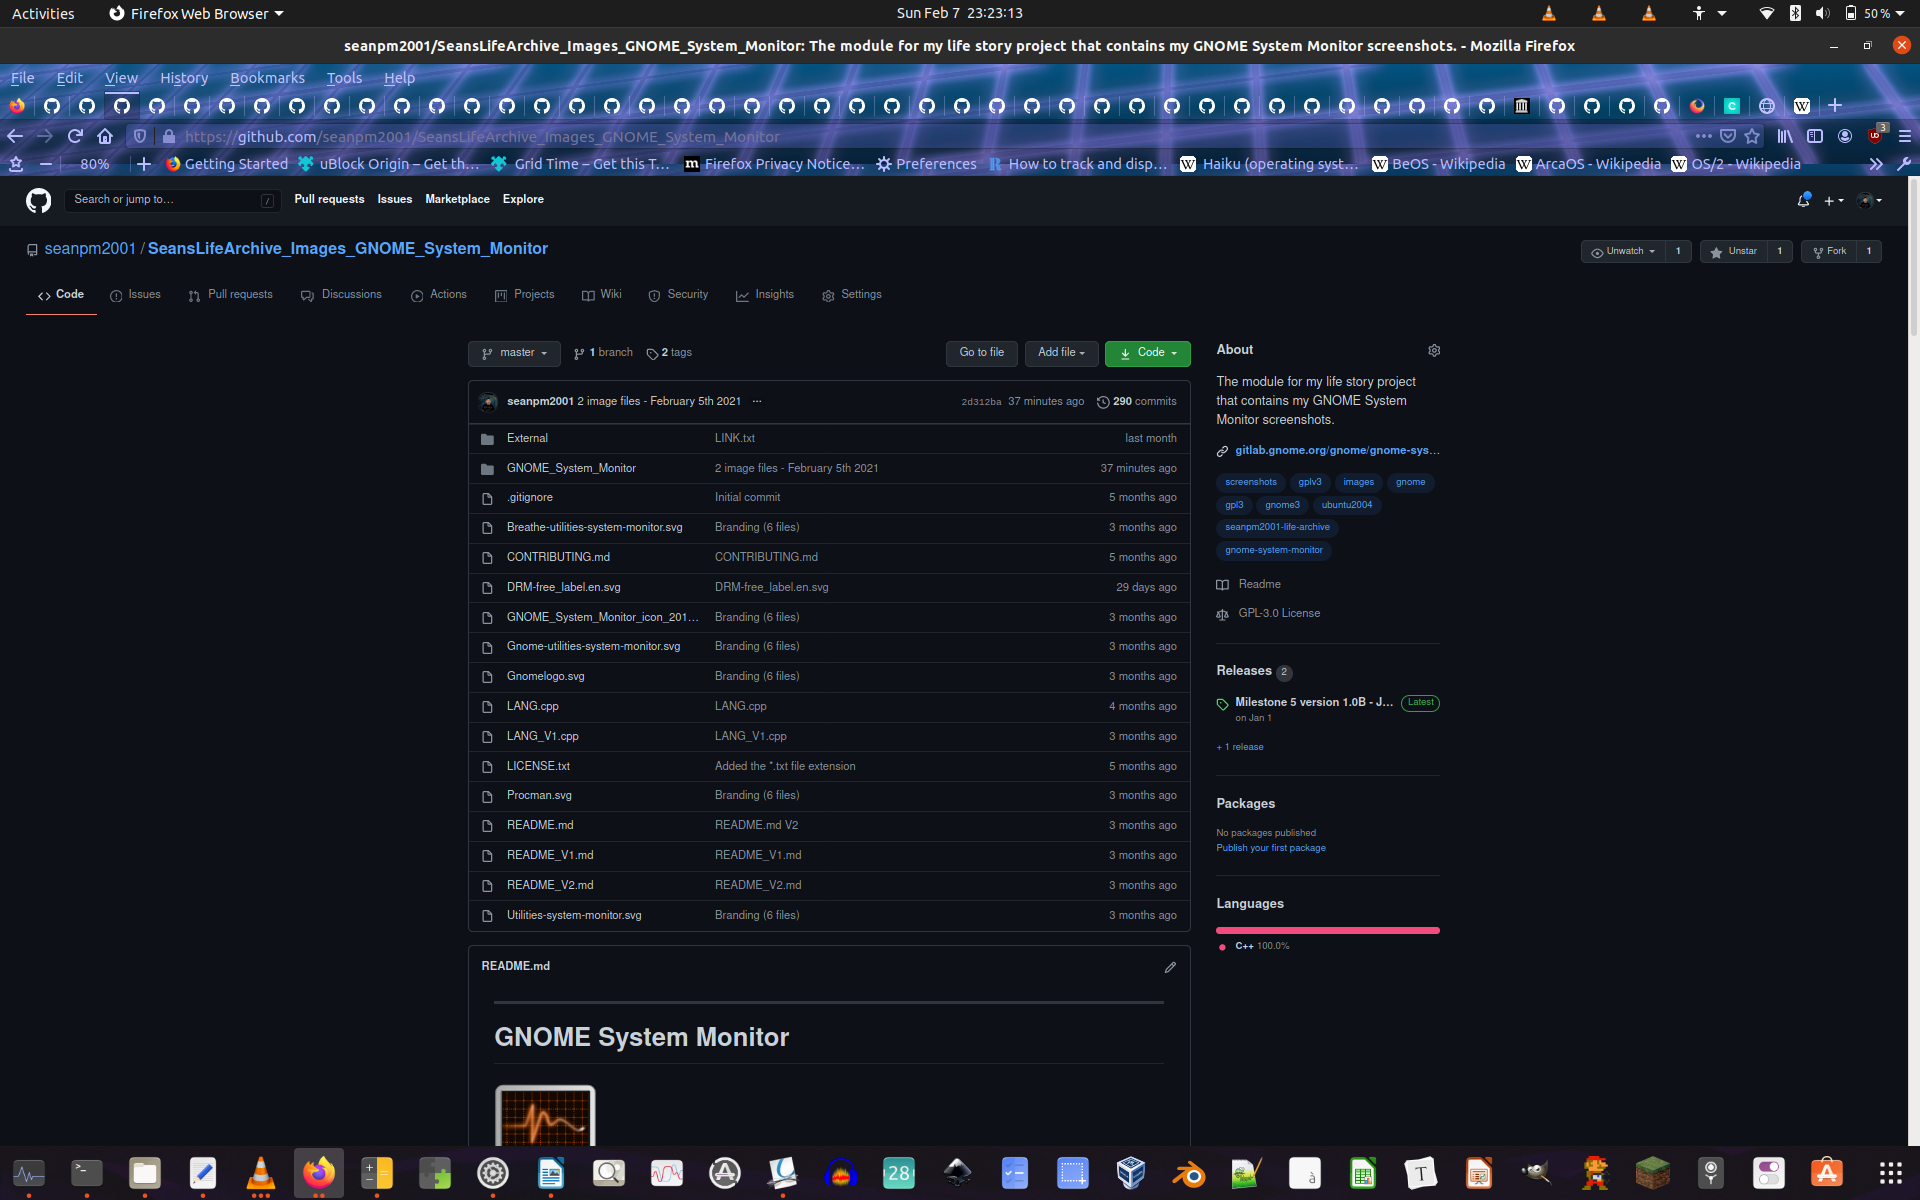 Activities Firefox Web Browser Sun Feb 7 23:23:13 50 %
seanpm2001/SeansLifeArchive_Images_GNOME_System_Monitor: The module for my life story project that contains my GNOME System Monitor screenshots. - Mozilla Firefox
File Edit View History Bookmarks Tools Help
https://github.com/seanpm2001/SeansLifeArchive_Images_GNOME_System_Monitor 3
80% Getting Started uBlock Origin – Get th… Grid Time – Get this T… Firefox Privacy Notice… Preferences How to track and disp… Haiku (operating syst… BeOS - Wikipedia ArcaOS - Wikipedia OS/2 - Wikipedia
Search or jump to… / Pull requests Issues Marketplace Explore
seanpm2001 / SeansLifeArchive_Images_GNOME_System_Monitor Unwatch 1 Unstar 1 Fork 1
Code Issues Pull requests Discussions Actions Projects Wiki Security Insights Settings
master 1 branch 2 tags Go to file Add file Code
seanpm2001 2 image files - February 5th 2021 ... 2d312ba 37 minutes ago 290 commits
External LINK.txt last month
GNOME_System_Monitor 2 image files - February 5th 2021 37 minutes ago
.gitignore Initial commit 5 months ago
Breathe-utilities-system-monitor.svg Branding (6 files) 3 months ago
CONTRIBUTING.md CONTRIBUTING.md 5 months ago
DRM-free_label.en.svg DRM-free_label.en.svg 29 days ago
GNOME_System_Monitor_icon_201… Branding (6 files) 3 months ago
Gnome-utilities-system-monitor.svg Branding (6 files) 3 months ago
Gnomelogo.svg Branding (6 files) 3 months ago
LANG.cpp LANG.cpp 4 months ago
LANG_V1.cpp LANG_V1.cpp 3 months ago
LICENSE.txt Added the *.txt file extension 5 months ago
Procman.svg Branding (6 files) 3 months ago
README.md README.md V2 3 months ago
README_V1.md README_V1.md 3 months ago
README_V2.md README_V2.md 3 months ago
Utilities-system-monitor.svg Branding (6 files) 3 months ago
README.md
GNOME System Monitor
About
The module for my life story project
that contains my GNOME System
Monitor screenshots.
gitlab.gnome.org/gnome/gnome-sys…
screenshots gplv3 images gnome
gpl3 gnome3 ubuntu2004
seanpm2001-life-archive
gnome-system-monitor
Readme
GPL-3.0 License
Releases 2
Milestone 5 version 1.0B - J… Latest
on Jan 1
+ 1 release
Packages
No packages published
Publish your first package
Languages
C++ 100.0%
28